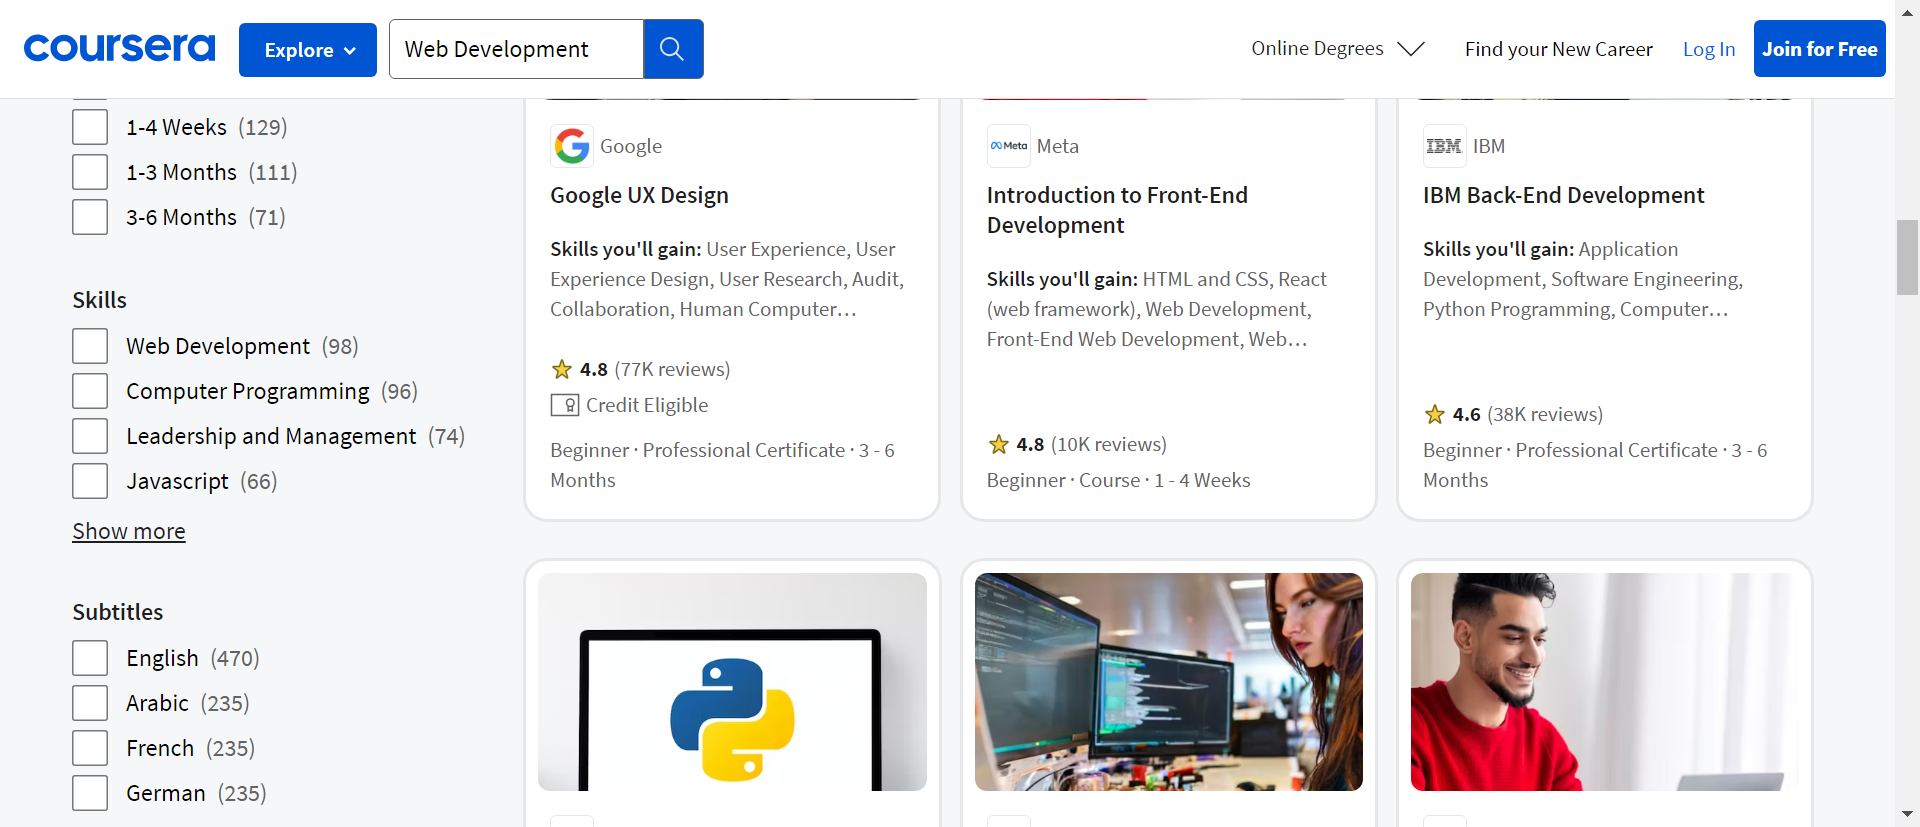 coursera
Explore
Web Development
Online Degrees
Find your New Career
Log In
Join for Free
1-4 Weeks (129)
1-3 Months (111)
3-6 Months (71)
Skills
Web Development (98)
Computer Programming (96)
Leadership and Management (74)
Javascript (66)
Show more
Subtitles
English (470)
Arabic (235)
French (235)
German (235)
Google
Google UX Design
Skills you'll gain: User Experience, User
Experience Design, User Research, Audit,
Collaboration, Human Computer…
4.8 (77K reviews)
Credit Eligible
Beginner · Professional Certificate · 3 - 6
Months
Meta
Meta
Introduction to Front-End
Development
Skills you'll gain: HTML and CSS, React
(web framework), Web Development,
Front-End Web Development, Web…
4.8 (10K reviews)
Beginner · Course · 1 - 4 Weeks
IBM
IBM
IBM Back-End Development
Skills you'll gain: Application
Development, Software Engineering,
Python Programming, Computer…
4.6 (38K reviews)
Beginner · Professional Certificate · 3 - 6
Months